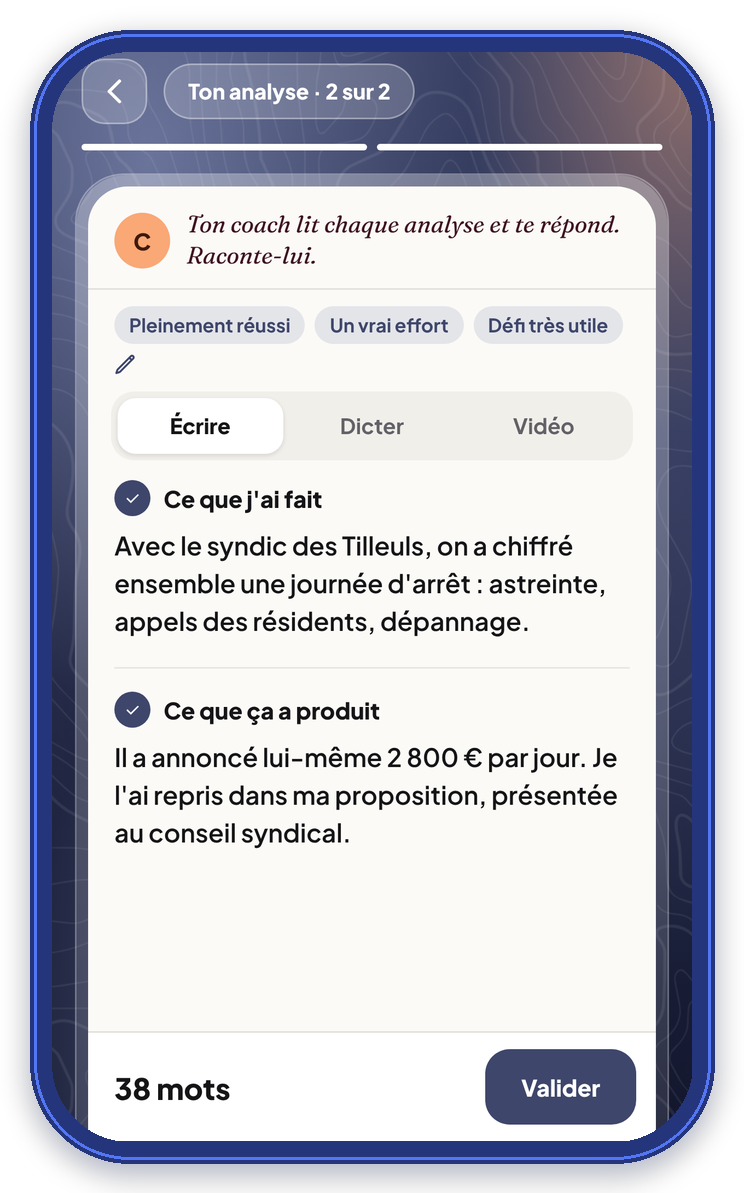 Ton analyse · 2 sur 2
C
Ton coach lit chaque analyse et te répond.
Raconte-lui.
Pleinement réussi
Un vrai effort
Défi très utile
Écrire
Dicter
Vidéo
Ce que j'ai fait
Avec le syndic des Tilleuls, on a chiffré
ensemble une journée d'arrêt : astreinte,
appels des résidents, dépannage.
Ce que ça a produit
Il a annoncé lui-même 2 800 € par jour. Je
l'ai repris dans ma proposition, présentée
au conseil syndical.
38 mots
Valider